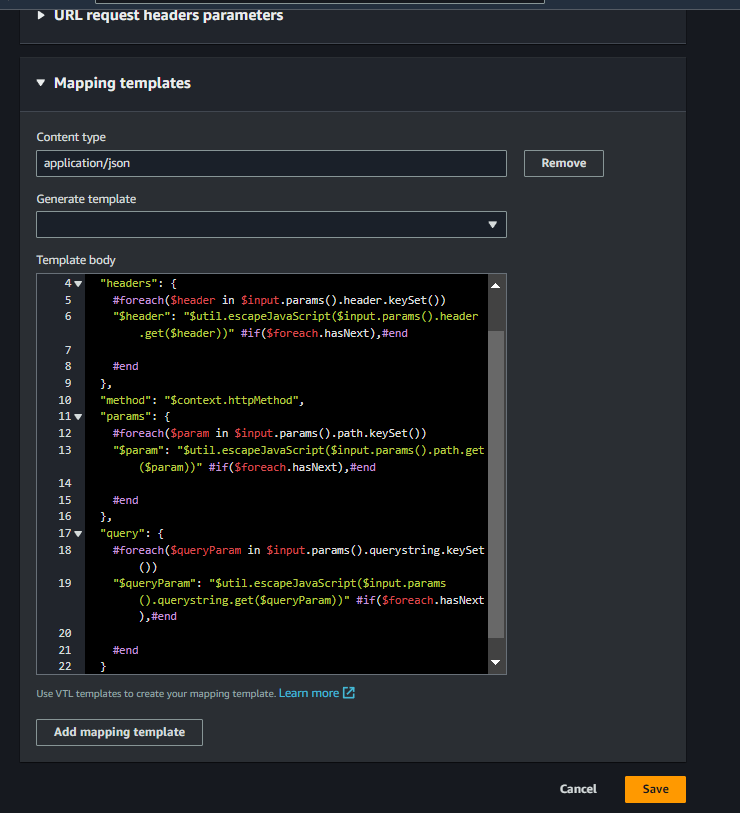 URL request headers parameters
Mapping templates
Content type
application/json
Remove
Generate template
Template body
4 "headers": {
5 #foreach($header in $input.params().header.keySet())
6 "$header": "$util.escapeJavaScript($input.params().header
.get($header))" #if($foreach.hasNext),#end
7
8 #end
9 },
10 "method": "$context.httpMethod",
11 "params": {
12 #foreach($param in $input.params().path.keySet())
13 "$param": "$util.escapeJavaScript($input.params().path.get
($param))" #if($foreach.hasNext),#end
14
15 #end
16 },
17 "query": {
18 #foreach($queryParam in $input.params().querystring.keySet
())
19 "$queryParam": "$util.escapeJavaScript($input.params
().querystring.get($queryParam))" #if($foreach.hasNext
),#end
20
21 #end
22 }
Use VTL templates to create your mapping template. Learn more
Add mapping template
Cancel
Save